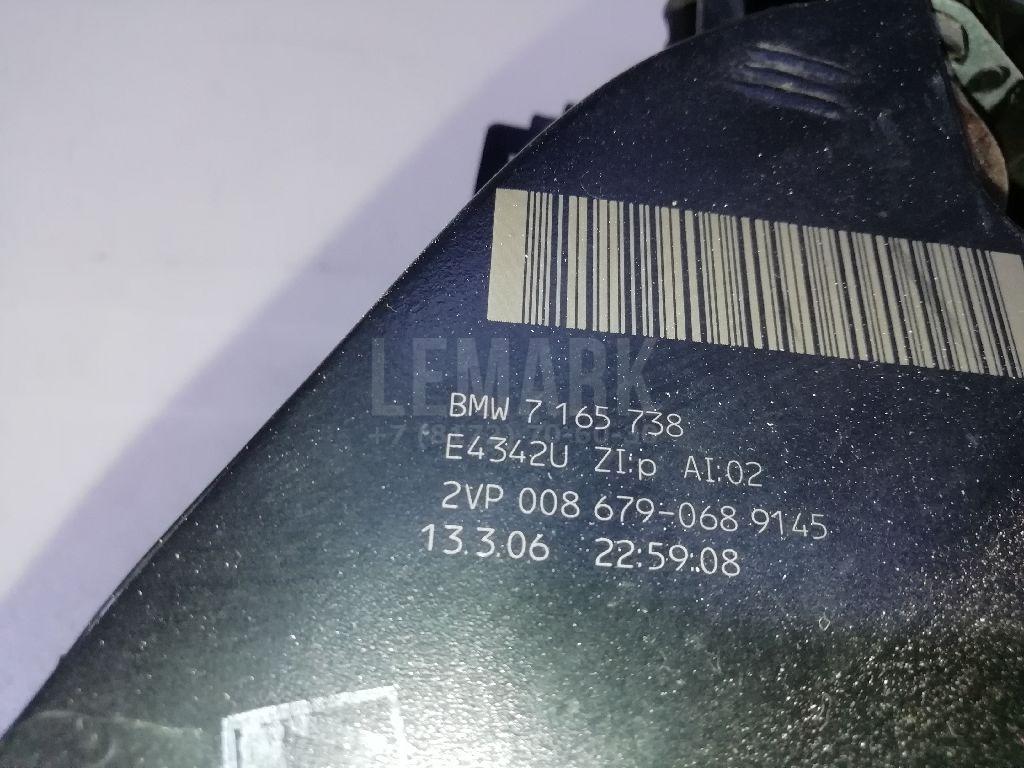 LEMARK
BMW 7 165 738
E4342U ZI:p AI:02
2VP 008 679-068 9145
13.3.06 22:59:08